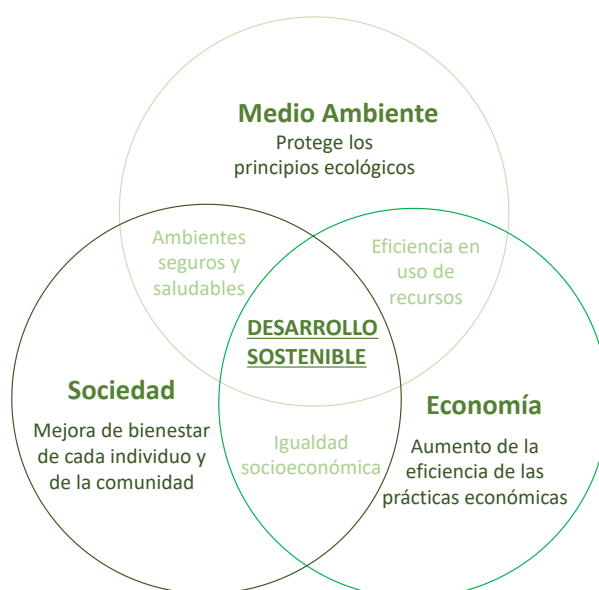 Medio Ambiente
Protege los
principios ecológicos
Ambientes
seguros y
saludables
Eficiencia en
uso de
recursos
DESARROLLO
SOSTENIBLE
Sociedad
Mejora de bienestar
de cada individuo y
de la comunidad
Igualdad
socioeconómica
Economía
Aumento de la
eficiencia de las
prácticas económicas